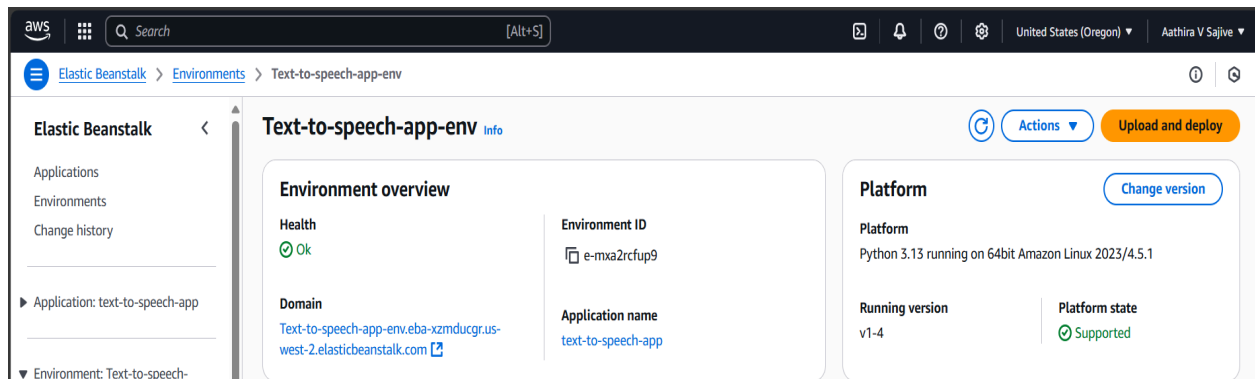 aws
Search [Alt+S]
United States (Oregon) ▼ Aathira V Sajive ▼
Elastic Beanstalk > Environments > Text-to-speech-app-env
Elastic Beanstalk
Applications
Environments
Change history
Application: text-to-speech-app
Environment: Text-to-speech-
Text-to-speech-app-env Info
Actions ▼ Upload and deploy
Environment overview
Health
Ok
Domain
Text-to-speech-app-env.eba-xzmducgr.us-
west-2.elasticbeanstalk.com
Environment ID
e-mxa2rcfup9
Application name
text-to-speech-app
Platform
Change version
Platform
Python 3.13 running on 64bit Amazon Linux 2023/4.5.1
Running version
v1-4
Platform state
Supported